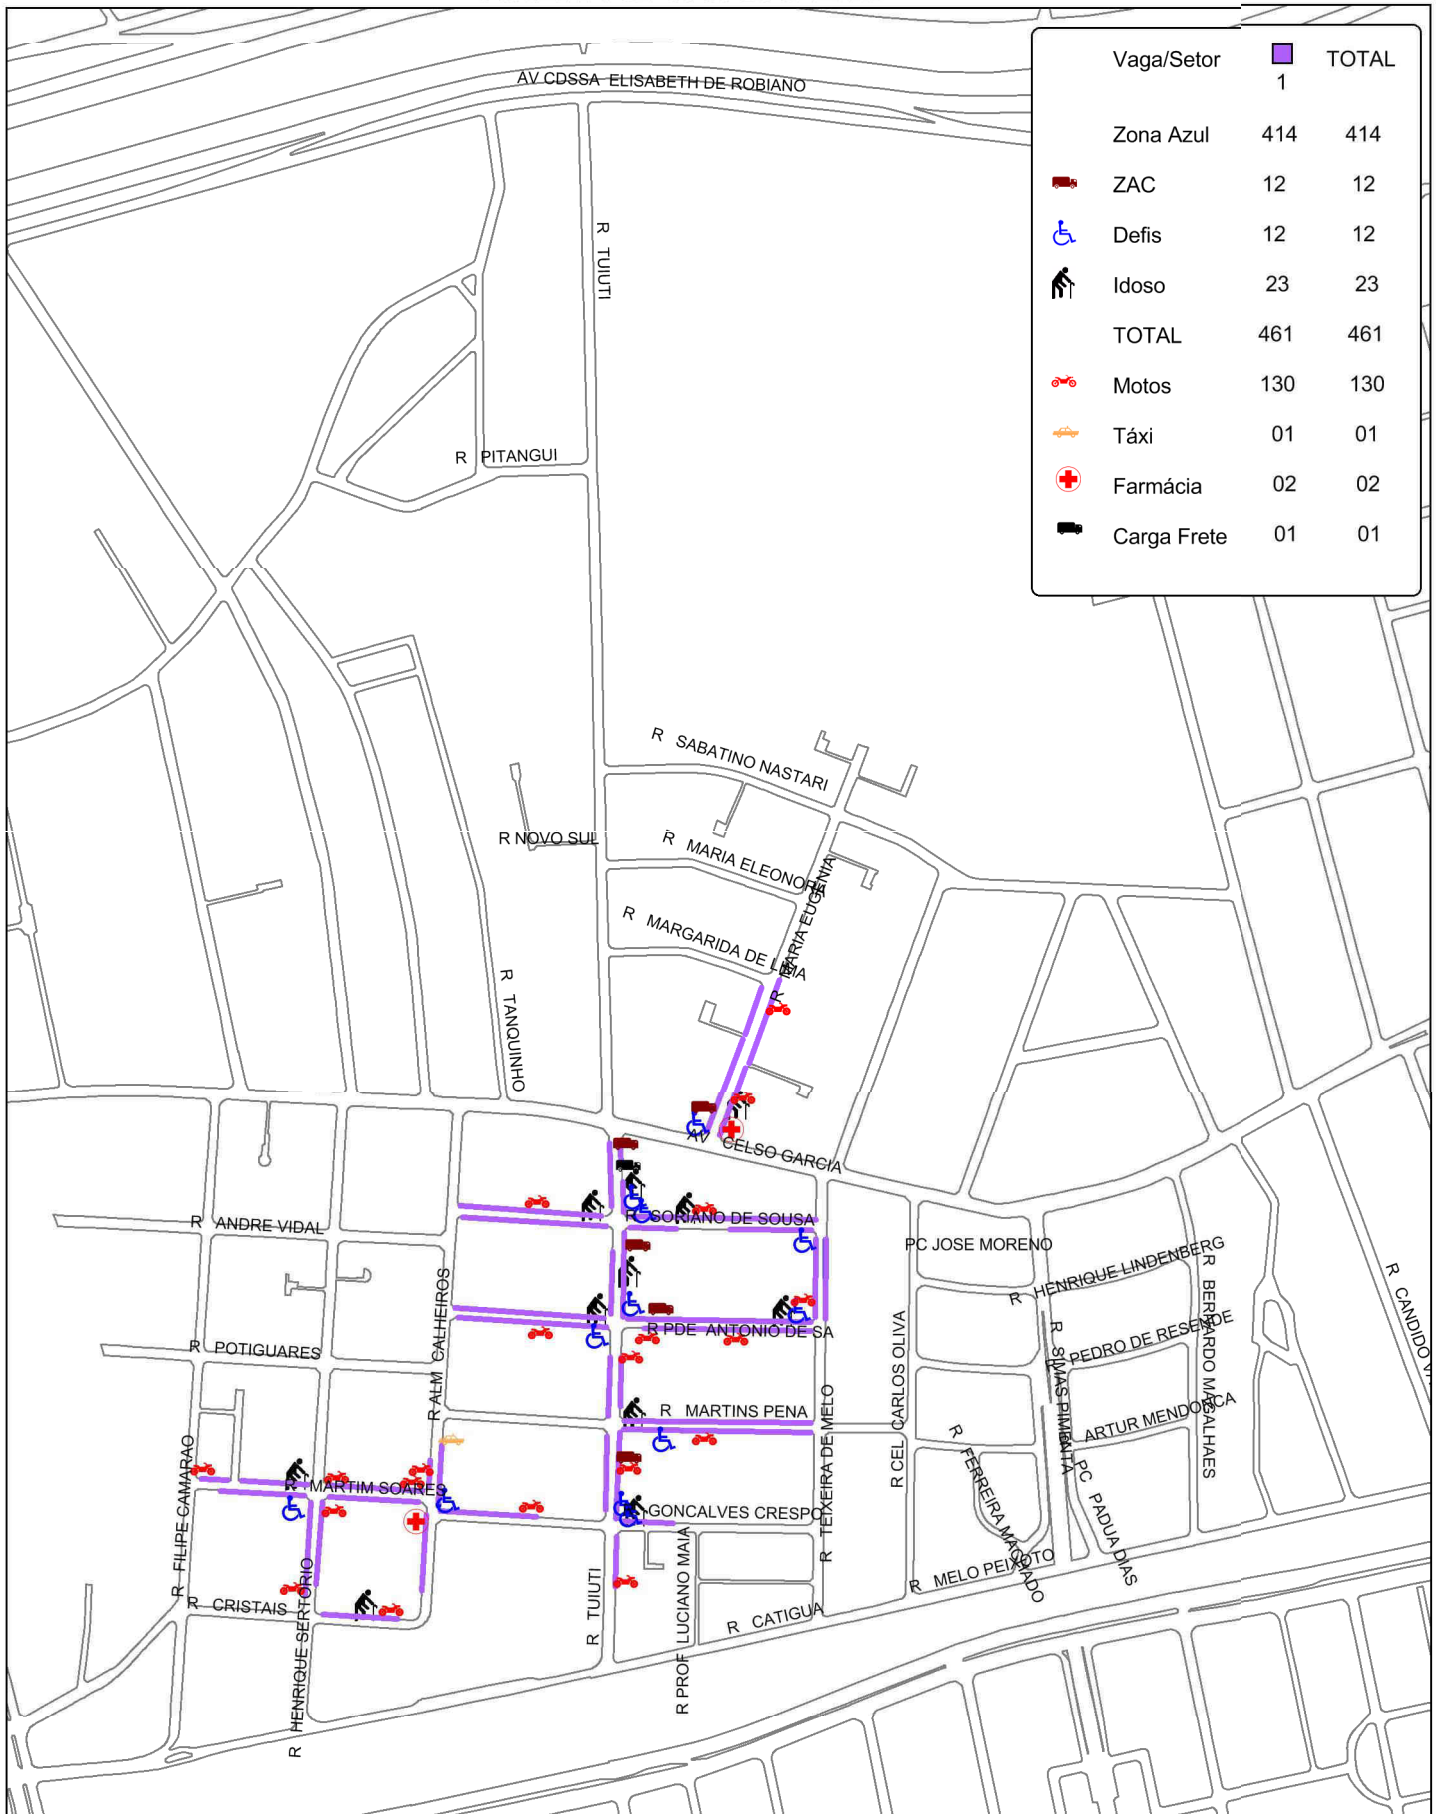 Vaga/Setor 1 TOTAL
Zona Azul 414 414
ZAC 12 12
Defis 12 12
Idoso 23 23
TOTAL 461 461
Motos 130 130
Táxi 01 01
Farmácia 02 02
Carga Frete 01 01
AV CDSSA ELISABETH DE ROBIANO
R TUIUTI
R PITANGUI
R SABATINO NASTARI
R NOVO SUL
R MARIA ELEONORA
R MARIA EUGENIA
R MARGARIDA DE LIMA
R TANQUINHO
AV CELSO GARCIA
R ANDRE VIDAL
R SORIANO DE SOUSA
PC JOSE MORENO
R HENRIQUE LINDENBERG
R BERNARDO MAGALHAES
R CANDIDO
R ALM CALHEIROS
R POTIGUARES
R PDE ANTONIO DE SA
R CEL CARLOS OLIVA
R SIMAS PIMENTA
R PEDRO DE RESENDE
R TEIXEIRA DE MELO
R MARTINS PENA
ARTUR MENDONCA
R FILIPE CAMARAO
R MARTIM SOARES
GONCALVES CRESPO
R FERREIRA MACHADO
PC PADUA DIAS
R MELO PEIXOTO
R CRISTAIS
R HENRIQUE SERTORIO
R TUIUTI
R PROF LUCIANO MAIA
R CATIGUA